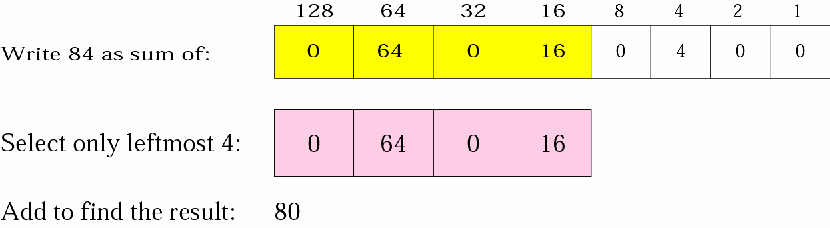 128 64 32 16 8 4 2 1
Write 84 as sum of: 0 64 0 16 0 4 0 0
Select only leftmost 4: 0 64 0 16
Add to find the result: 80